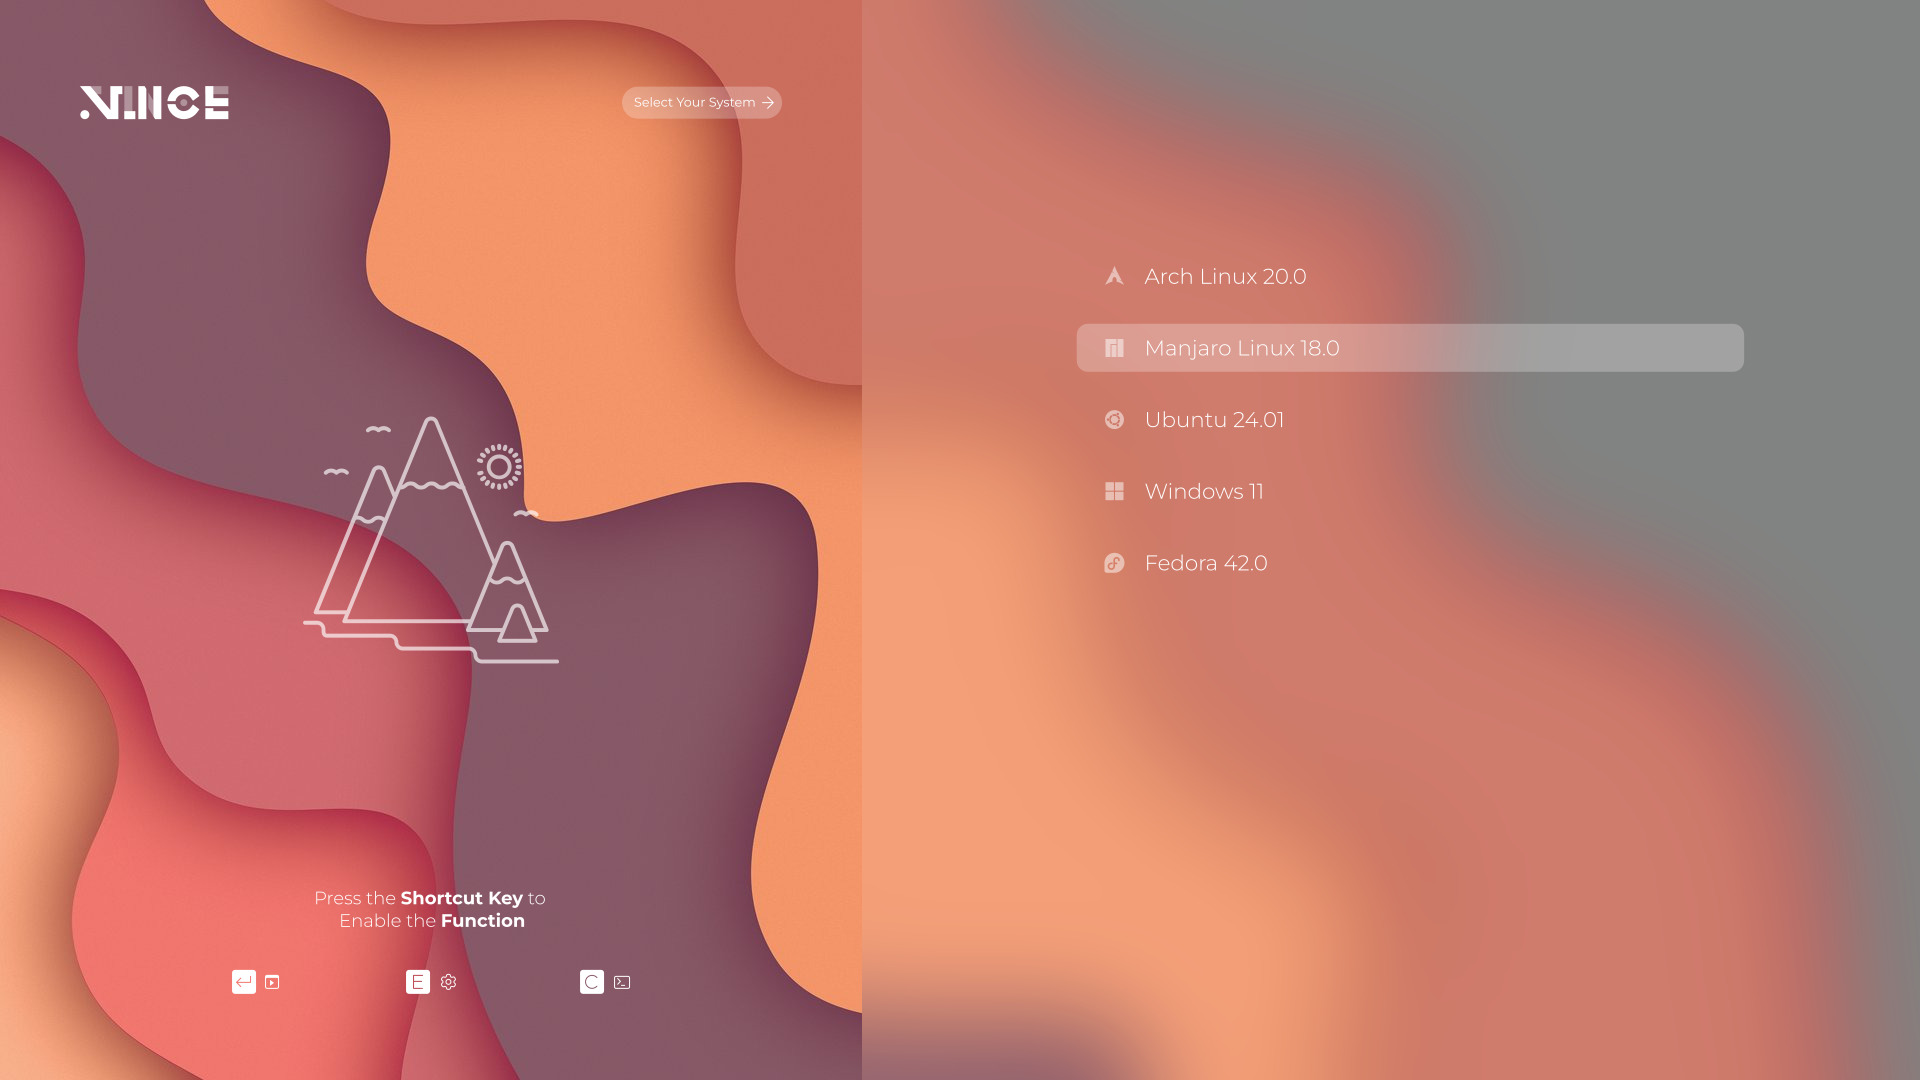 VINCE
Select Your System
Arch Linux 20.0
Manjaro Linux 18.0
Ubuntu 24.01
Windows 11
Fedora 42.0
Press the Shortcut Key to
Enable the Function
E
C